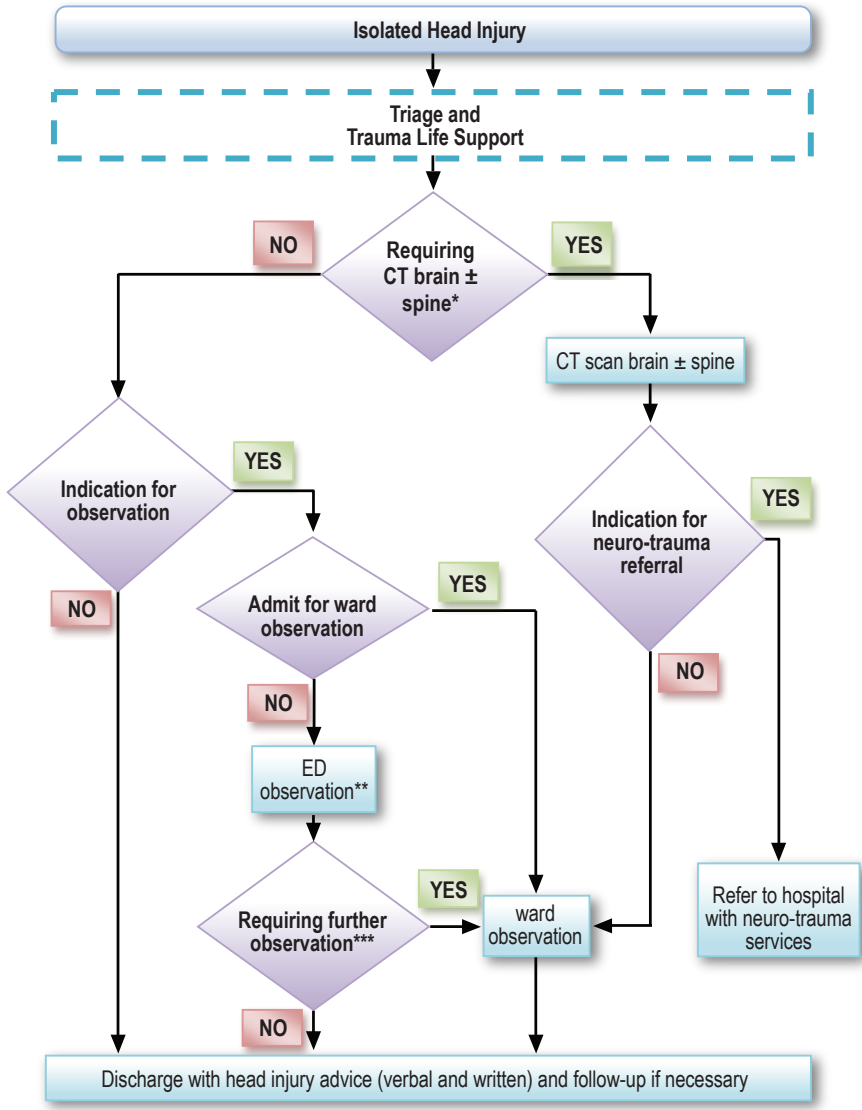 Isolated Head Injury
Triage and
Trauma Life Support
NO
YES
Requiring
CT brain ±
spine*
CT scan brain ± spine
YES
Indication for
observation
YES
Indication for
neuro-trauma
referral
NO
YES
Admit for ward
observation
NO
NO
ED
observation**
YES
Requiring further
observation***
ward
observation
Refer to hospital
with neuro-trauma
services
NO
Discharge with head injury advice (verbal and written) and follow-up if necessary